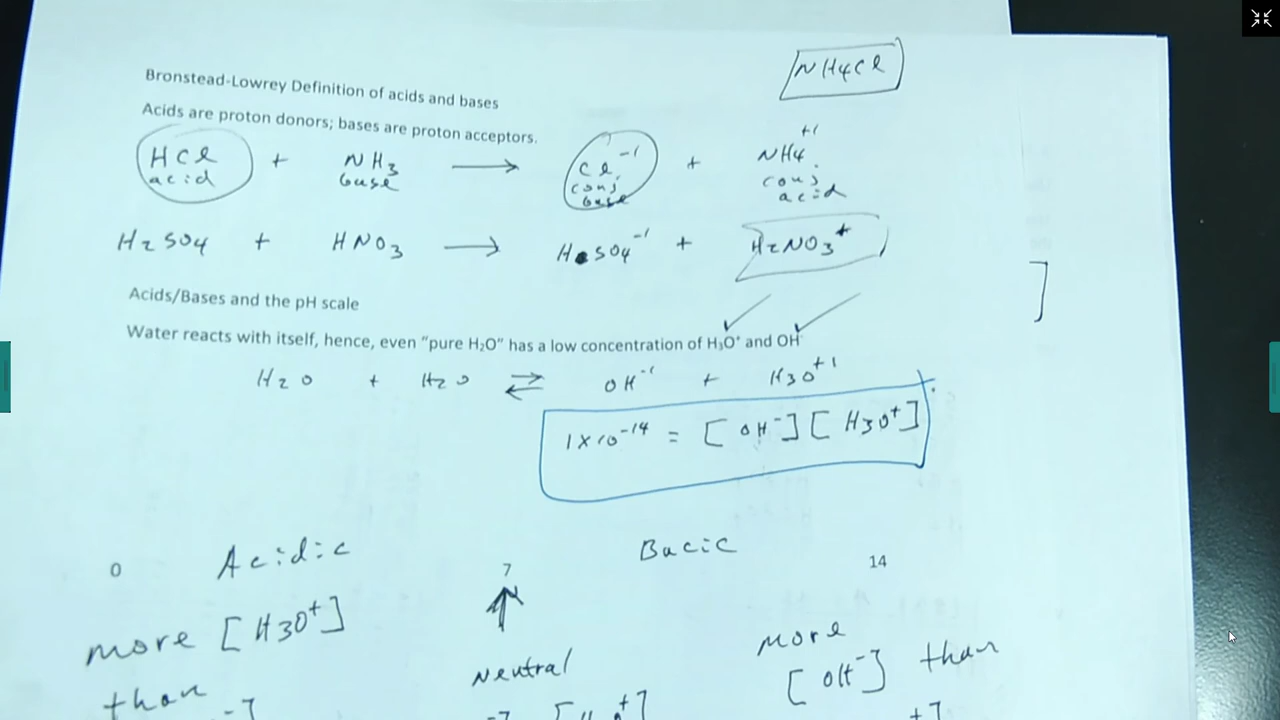 NH4Cl
Bronstead-Lowrey Definition of acids and bases
Acids are proton donors; bases are proton acceptors.
HCl + NH3 → Cl⁻¹ + NH4⁺¹
acid base conj base conj acid
H2SO4 + HNO3 → HSO4⁻¹ + H2NO3⁺
Acids/Bases and the pH scale
Water reacts with itself, hence, even “pure H₂O” has a low concentration of H₃O⁺ and OH⁻
H2O + H2O ⇌ OH⁻¹ + H3O⁺¹
1 x 10⁻¹⁴ = [OH⁻][H3O⁺]
0 Acidic 7 Basic 14
more [H3O⁺] Neutral more
than [OH⁻] than